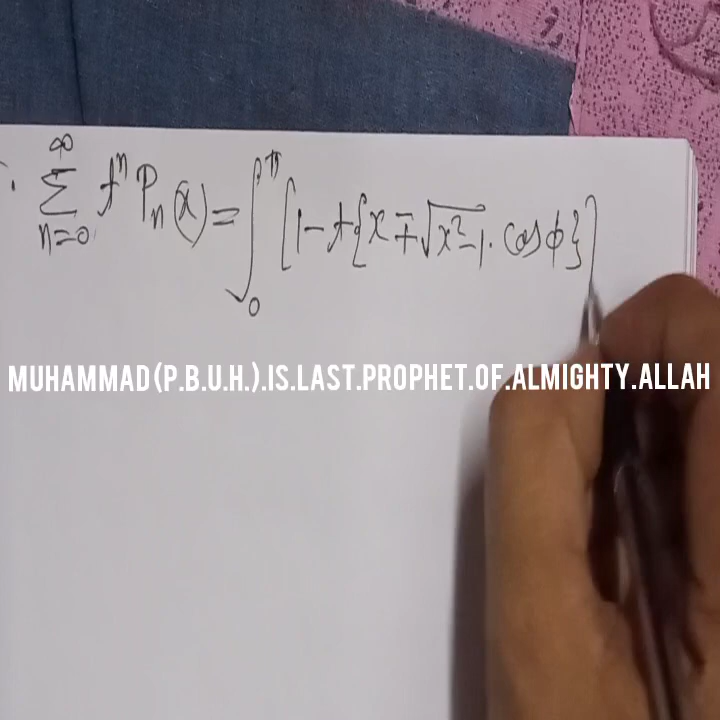 ∑_{n=0}^{∞} t^n P_n(x) = ∫_0^π [1 - t{x ∓ √(x²-1). cos φ}]
MUHAMMAD(P.B.U.H.).IS.LAST.PROPHET.OF.ALMIGHTY.ALLAH